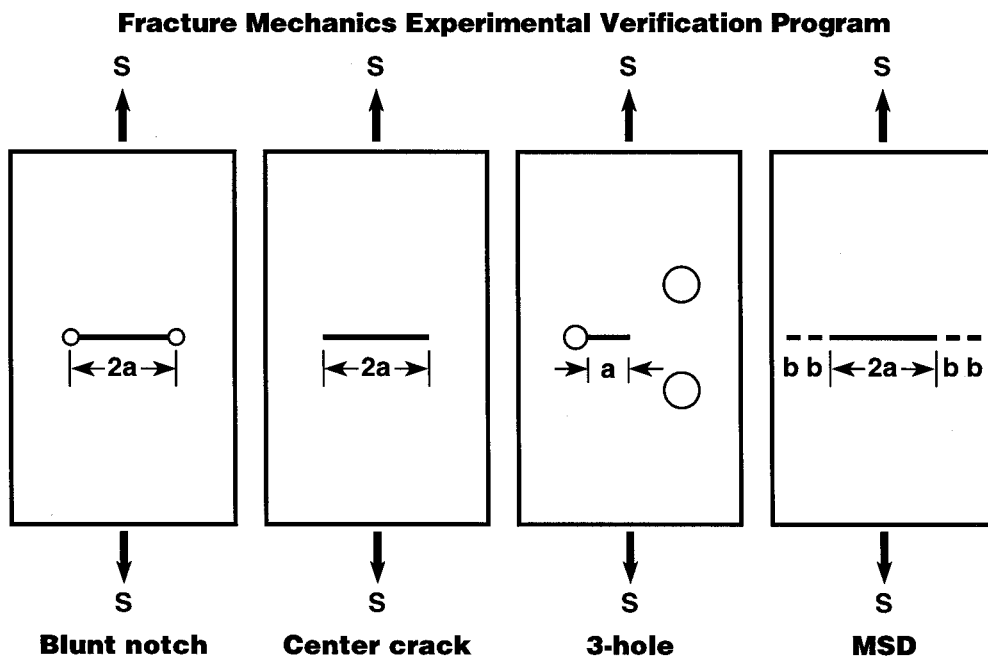 Fracture Mechanics Experimental Verification Program
S S S S
2a 2a a b b 2a b b
S S S S
Blunt notch Center crack 3-hole MSD